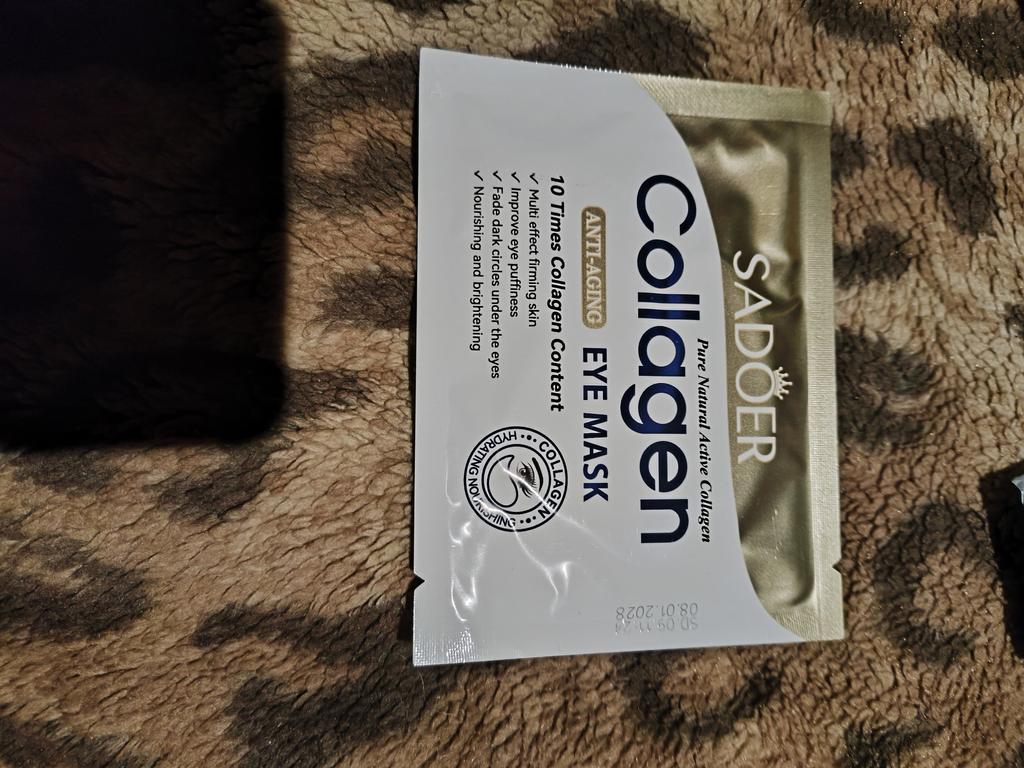 SADOER
Pure Natural Active Collagen
Collagen
ANTI-AGING EYE MASK
10 Times Collagen Content
✓ Multi effect firming skin
✓ Improve eye puffiness
✓ Fade dark circles under the eyes
✓ Nourishing and brightening
COLLAGEN
HYDRATING NOURISHING
08.01.2028